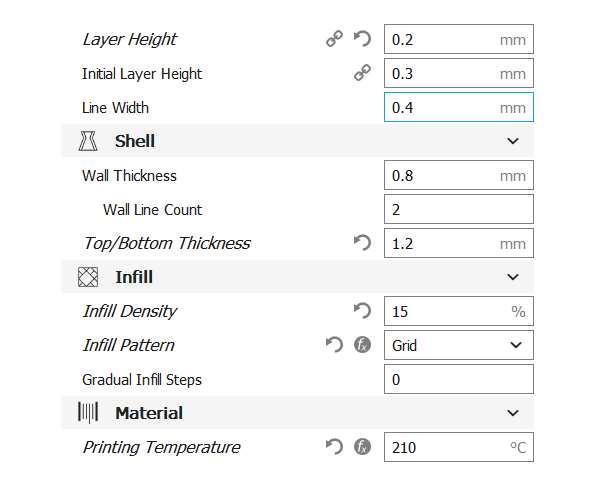 Layer Height 0.2 mm
Initial Layer Height 0.3 mm
Line Width 0.4 mm
Shell
Wall Thickness 0.8 mm
Wall Line Count 2
Top/Bottom Thickness 1.2 mm
Infill
Infill Density 15 %
Infill Pattern fx Grid
Gradual Infill Steps 0
Material
Printing Temperature fx 210 °C